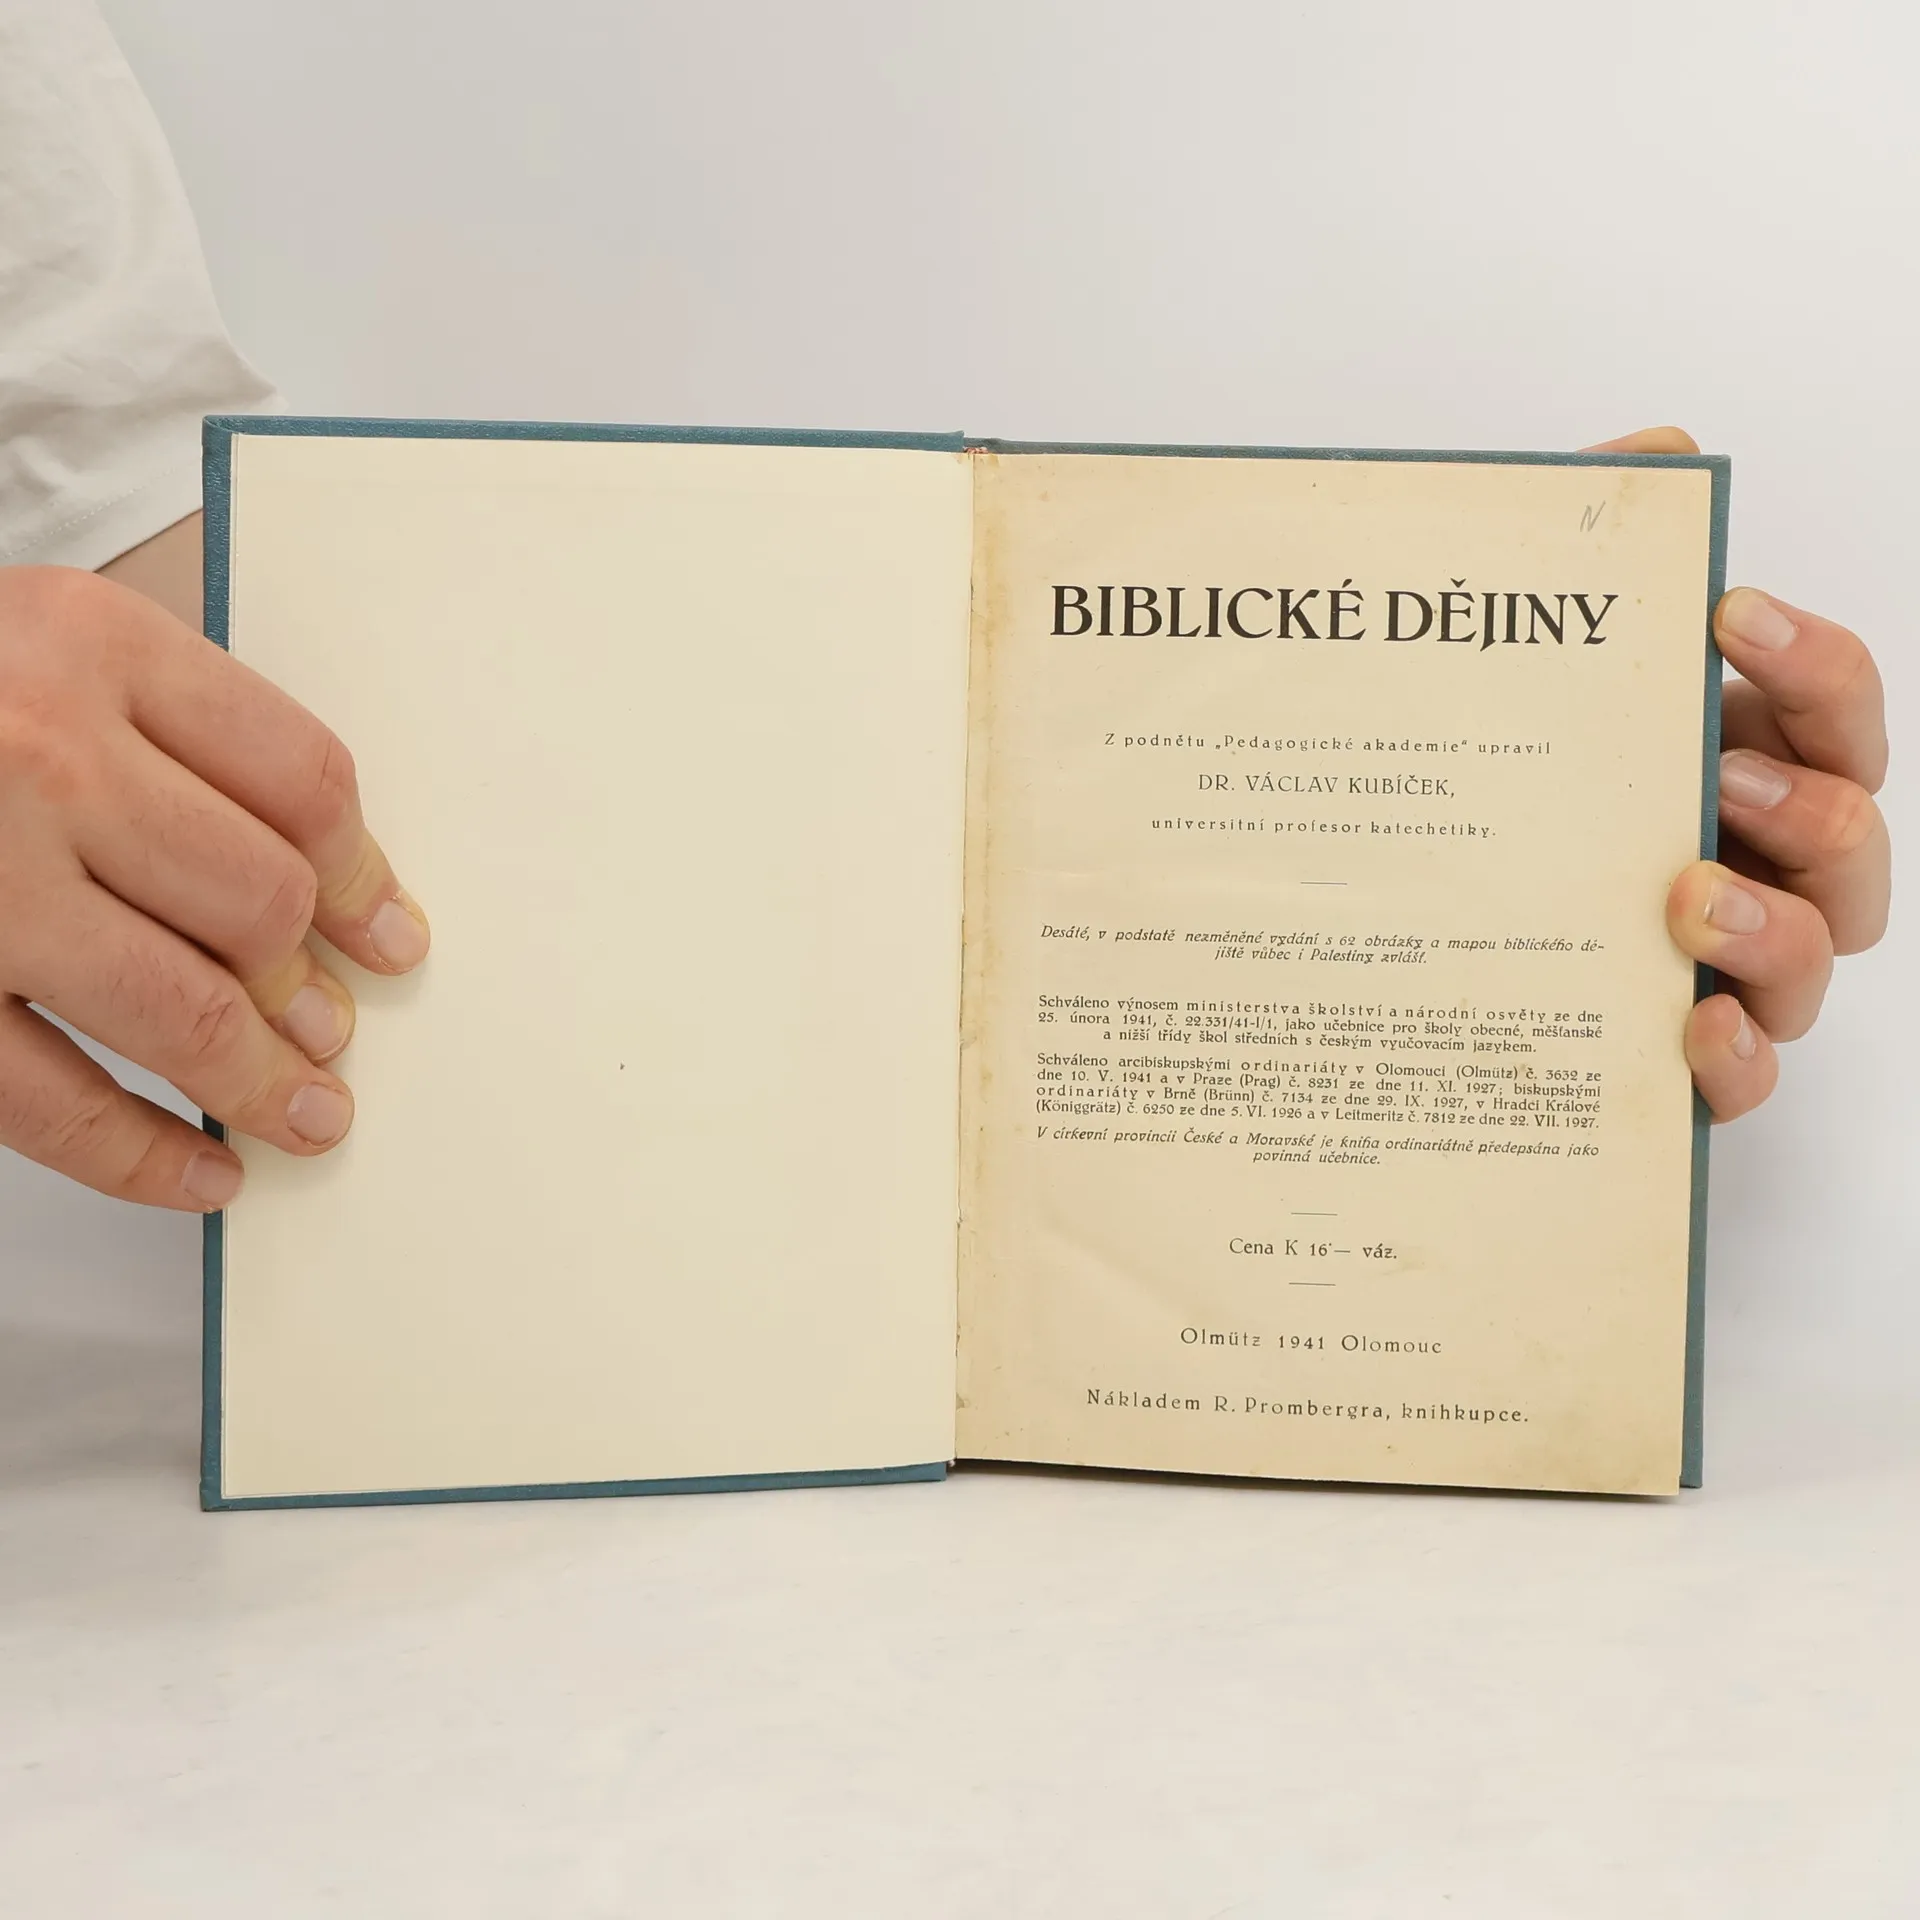 N
BIBLICKÉ DĚJINY
Z podnětu „Pedagogické akademie“ upravil
DR. VÁCLAV KUBÍČEK,
universitní profesor katechetiky.
Desáté, v podstatě nezměněné vydání s 62 obrázky a mapou biblického dě-
jiště vůbec i Palestiny zvlášť.
Schváleno výnosem ministerstva školství a národní osvěty ze dne
25. února 1941, č. 22.331/41-I/1, jako učebnice pro školy obecné, měšťanské
a nižší třídy škol středních s českým vyučovacím jazykem.
Schváleno arcibiskupskými ordinariáty v Olomouci (Olmütz) č. 3632 ze
dne 10. V. 1941 a v Praze (Prag) č. 8231 ze dne 11. XI. 1927; biskupskými
ordinariáty v Brně (Brünn) č. 7134 ze dne 29. IX. 1927, v Hradci Králové
(Königgrätz) č. 6250 ze dne 5. VI. 1926 a v Leitmeritz č. 7812 ze dne 22. VII. 1927.
V církevní provincii České a Moravské je kniha ordinariátně předepsána jako
povinná učebnice.
Cena K 16·— váz.
Olmütz 1941 Olomouc
Nákladem R. Prombergra, knihkupce.